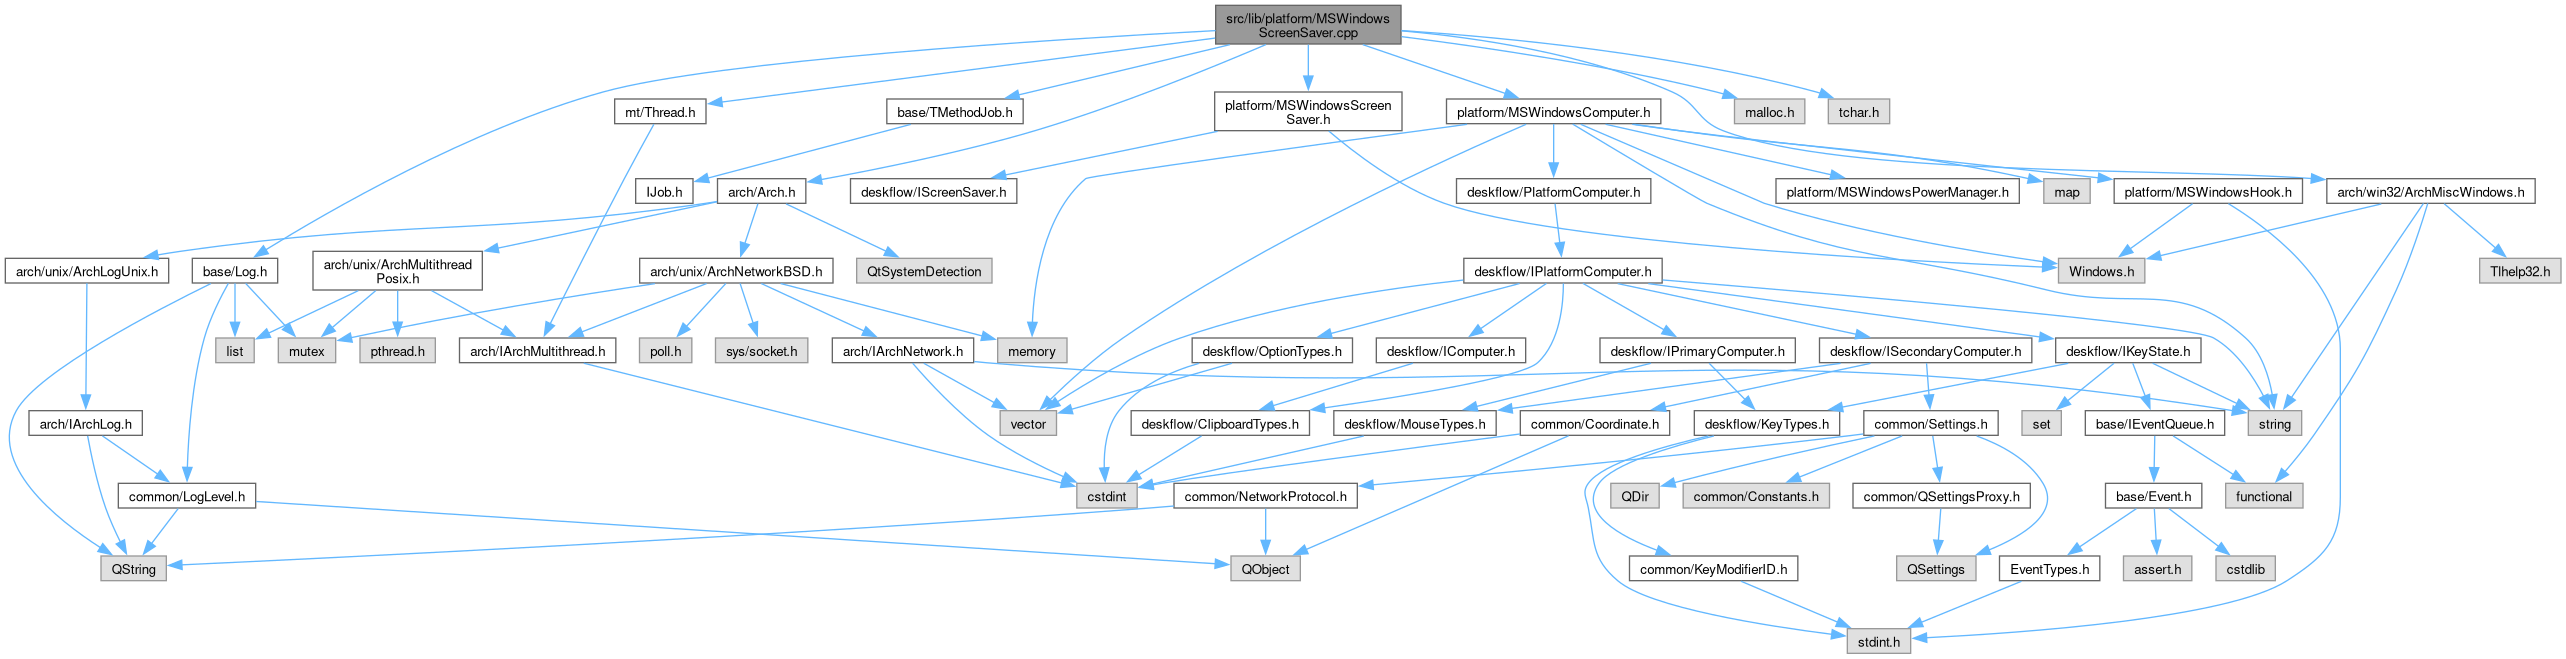 src/lib/platform/MSWindows
ScreenSaver.cpp
mt/Thread.h
base/TMethodJob.h
platform/MSWindowsScreen
Saver.h
platform/MSWindowsComputer.h
malloc.h
tchar.h
IJob.h
arch/Arch.h
deskflow/IScreenSaver.h
deskflow/PlatformComputer.h
platform/MSWindowsPowerManager.h
map
platform/MSWindowsHook.h
arch/win32/ArchMiscWindows.h
arch/unix/ArchLogUnix.h
base/Log.h
arch/unix/ArchMultithread
Posix.h
arch/unix/ArchNetworkBSD.h
QtSystemDetection
deskflow/IPlatformComputer.h
Windows.h
Tlhelp32.h
list
mutex
pthread.h
arch/IArchMultithread.h
poll.h
sys/socket.h
arch/IArchNetwork.h
memory
deskflow/OptionTypes.h
deskflow/IComputer.h
deskflow/IPrimaryComputer.h
deskflow/ISecondaryComputer.h
deskflow/IKeyState.h
arch/IArchLog.h
vector
deskflow/ClipboardTypes.h
deskflow/MouseTypes.h
common/Coordinate.h
deskflow/KeyTypes.h
common/Settings.h
set
base/IEventQueue.h
string
common/LogLevel.h
cstdint
common/NetworkProtocol.h
QDir
common/Constants.h
common/QSettingsProxy.h
base/Event.h
functional
QString
QObject
common/KeyModifierID.h
QSettings
EventTypes.h
assert.h
cstdlib
stdint.h